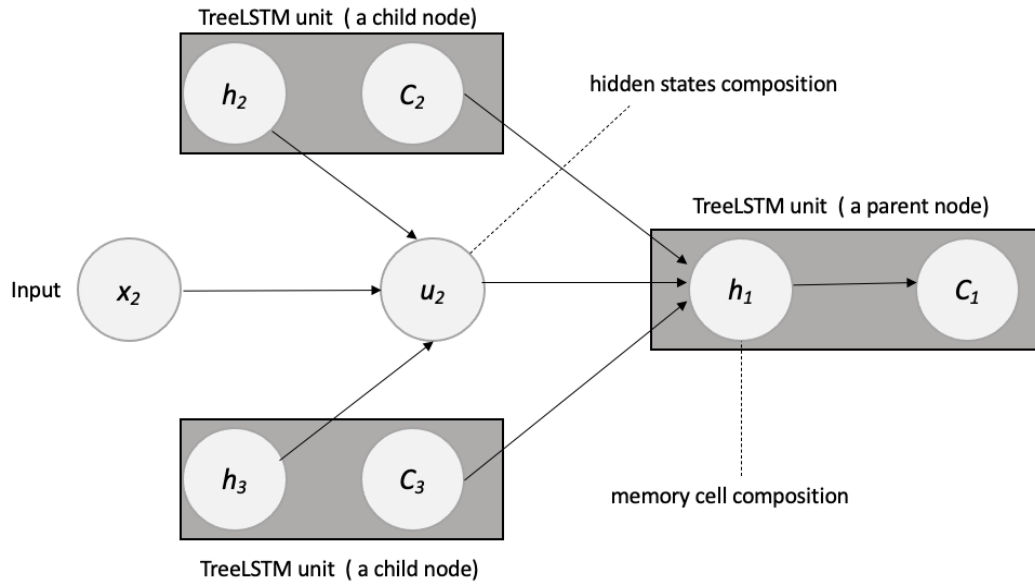 TreeLSTM unit ( a child node)
h2 C2
hidden states composition
TreeLSTM unit ( a parent node)
Input x2 u2 h1 C1
h3 C3
memory cell composition
TreeLSTM unit ( a child node)